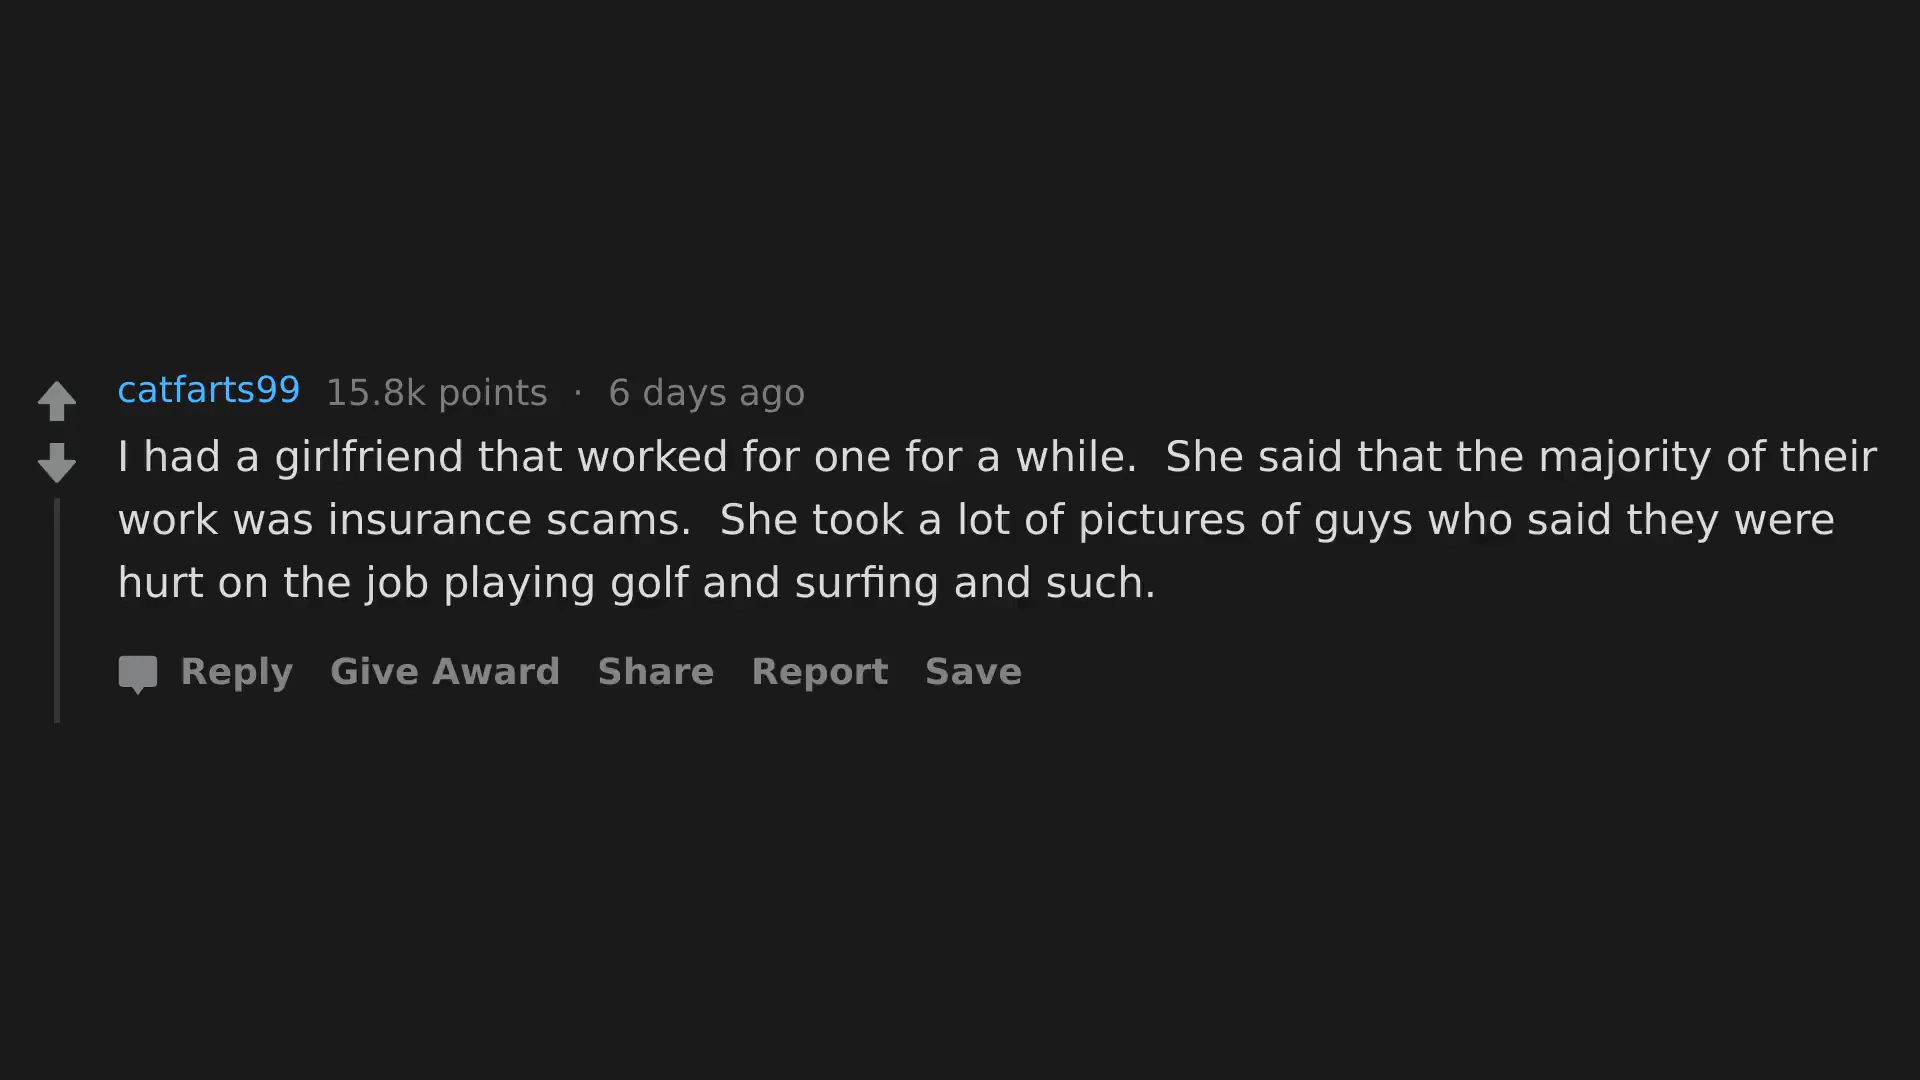 catfarts99 15.8k points · 6 days ago
I had a girlfriend that worked for one for a while.  She said that the majority of their
work was insurance scams.  She took a lot of pictures of guys who said they were
hurt on the job playing golf and surfing and such.
Reply Give Award Share Report Save